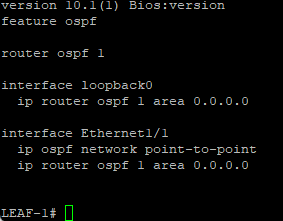 version 10.1(1) Bios:version
feature ospf
router ospf 1
interface loopback0
ip router ospf 1 area 0.0.0.0
interface Ethernet1/1
ip ospf network point-to-point
ip router ospf 1 area 0.0.0.0
LEAF-1#